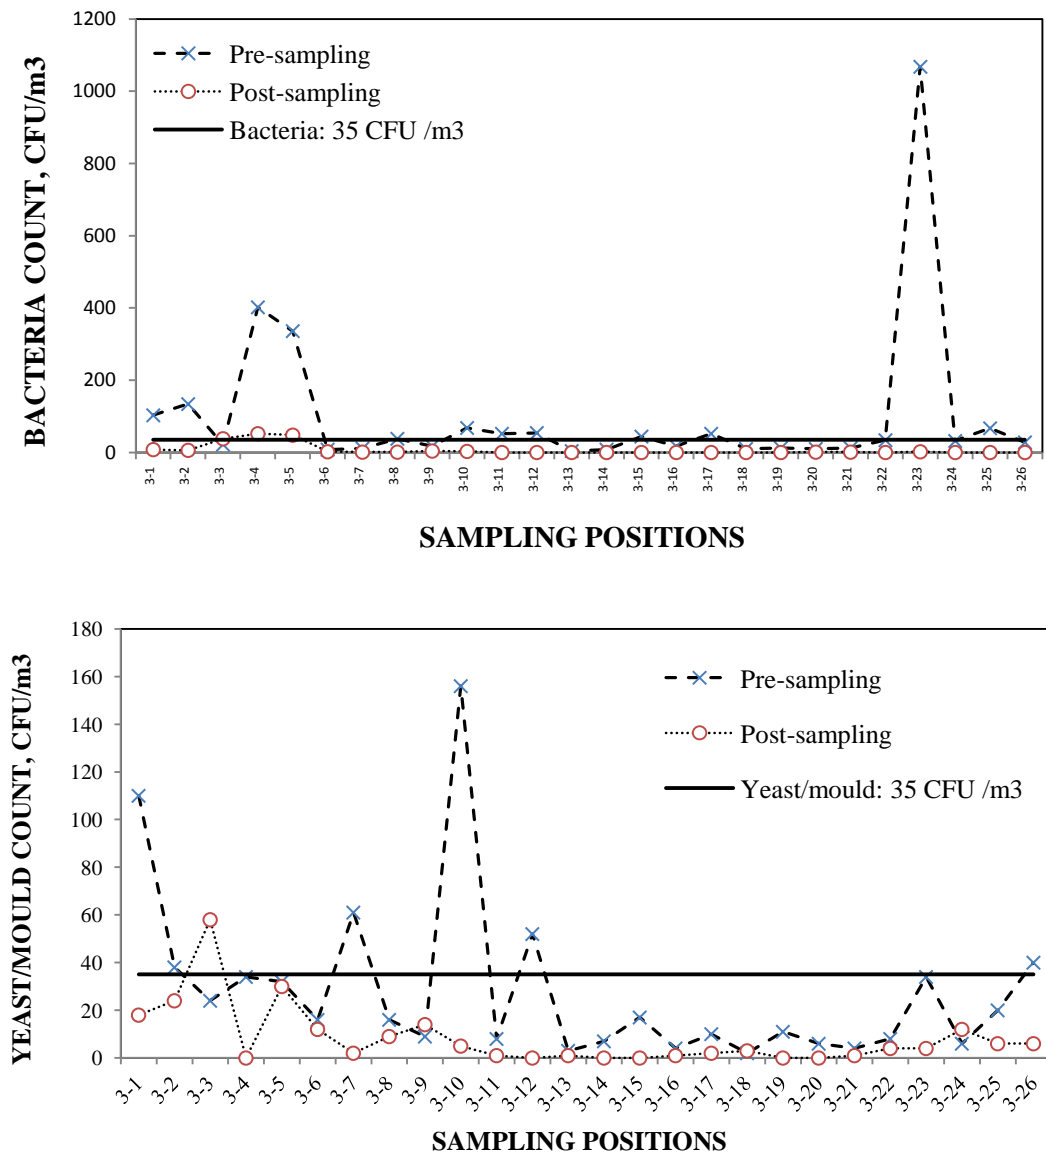 BACTERIA COUNT, CFU/m3
1200
1000
800
600
400
200
0
Pre-sampling
Post-sampling
Bacteria: 35 CFU /m3
3-1 3-2 3-3 3-4 3-5 3-6 3-7 3-8 3-9 3-10 3-11 3-12 3-13 3-14 3-15 3-16 3-17 3-18 3-19 3-20 3-21 3-22 3-23 3-24 3-25 3-26
SAMPLING POSITIONS
YEAST/MOULD COUNT, CFU/m3
180
160
140
120
100
80
60
40
20
0
Pre-sampling
Post-sampling
Yeast/mould: 35 CFU /m3
3-1 3-2 3-3 3-4 3-5 3-6 3-7 3-8 3-9 3-10 3-11 3-12 3-13 3-14 3-15 3-16 3-17 3-18 3-19 3-20 3-21 3-22 3-23 3-24 3-25 3-26
SAMPLING POSITIONS